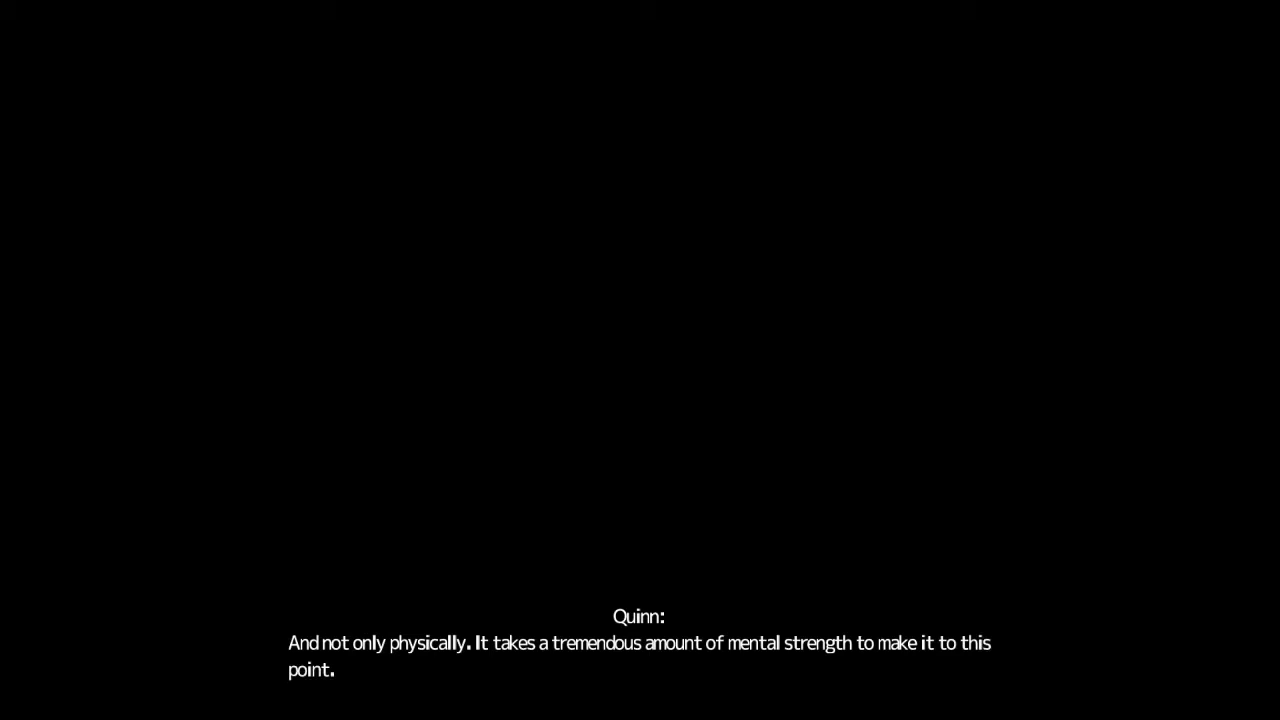 Quinn:
And not only physically. It takes a tremendous amount of mental strength to make it to this
point.